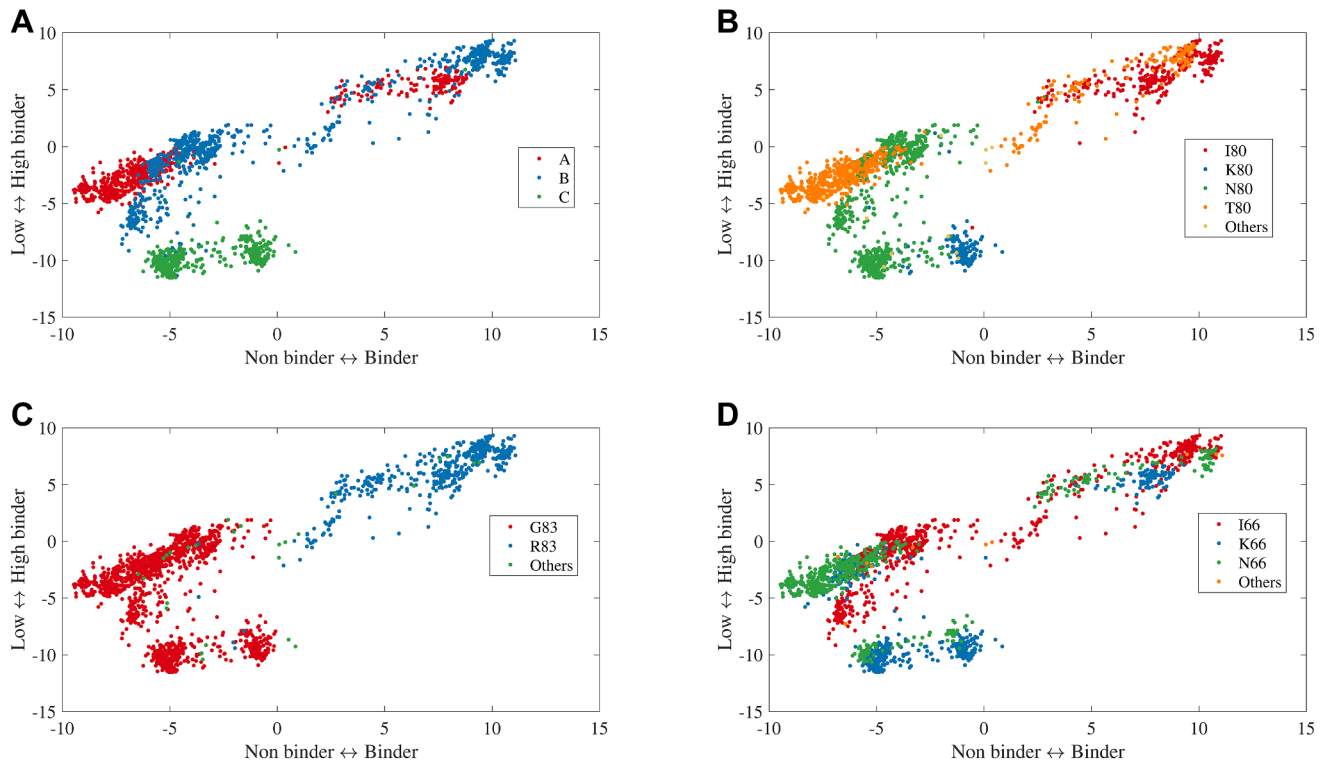 A
B
10
5
0
-5
-10
-15
Low ↔ High binder
-10 -5 0 5 10 15
Non binder ↔ Binder
A
B
C
10
5
0
-5
-10
-15
Low ↔ High binder
-10 -5 0 5 10 15
Non binder ↔ Binder
I80
K80
N80
T80
Others
C
D
10
5
0
-5
-10
-15
Low ↔ High binder
-10 -5 0 5 10 15
Non binder ↔ Binder
G83
R83
Others
10
5
0
-5
-10
-15
Low ↔ High binder
-10 -5 0 5 10 15
Non binder ↔ Binder
I66
K66
N66
Others